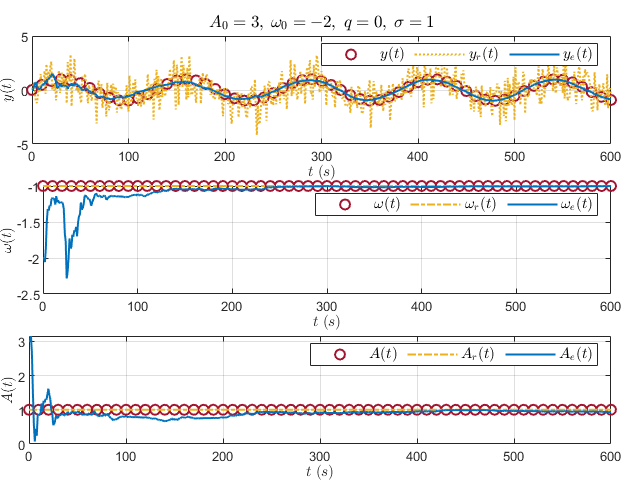 A₀ = 3, ω₀ = −2, q = 0, σ = 1
5
0
-5
y(t)
y(t) yᵣ(t) yₑ(t)
0 100 200 300 400 500 600
t (s)
-1
-1.5
-2
-2.5
ω(t)
ω(t) ωᵣ(t) ωₑ(t)
0 100 200 300 400 500 600
t (s)
3
2
1
0
A(t)
A(t) Aᵣ(t) Aₑ(t)
0 100 200 300 400 500 600
t (s)